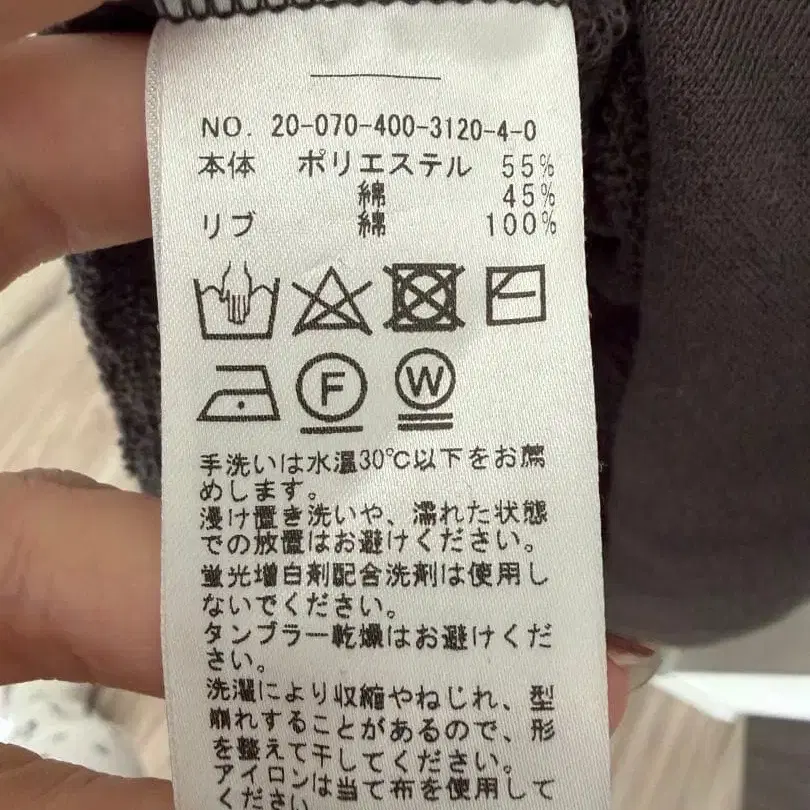 NO. 20-070-400-3120-4-0
本体 ポリエステル 55%
綿 45%
リブ 綿 100%
F W
手洗いは水温30℃以下をお薦
めします。
浸け置き洗いや、濡れた状態
での放置はお避けください。
蛍光増白剤配合洗剤は使用し
ないでください。
タンブラー乾燥はお避けくだ
さい。
洗濯により収縮やねじれ、型
崩れすることがあるので、形
を整えて干してください。
アイロンは当て布を使用して
ください